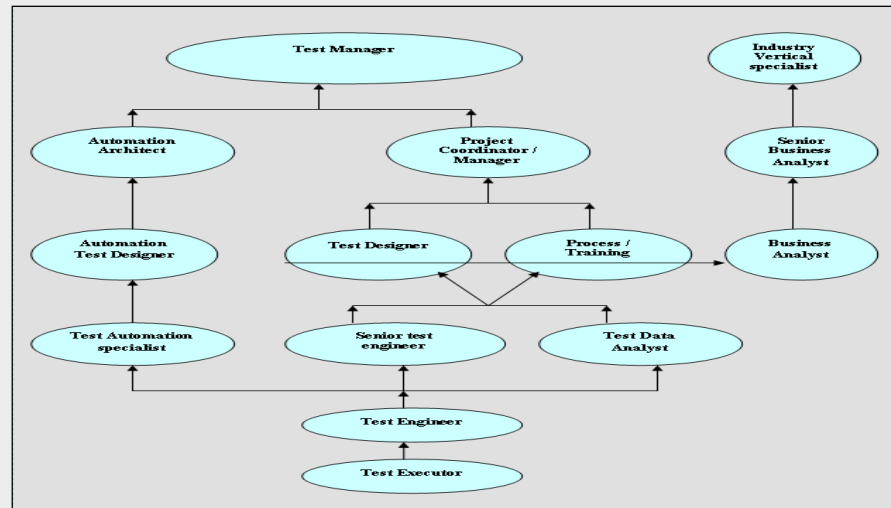 Test Manager
Industry
Vertical
specialist
Automation
Architect
Project
Coordinator /
Manager
Senior
Business
Analyst
Automation
Test Designer
Test Designer
Process /
Training
Business
Analyst
Test Automation
specialist
Senior test
engineer
Test Data
Analyst
Test Engineer
Test Executor